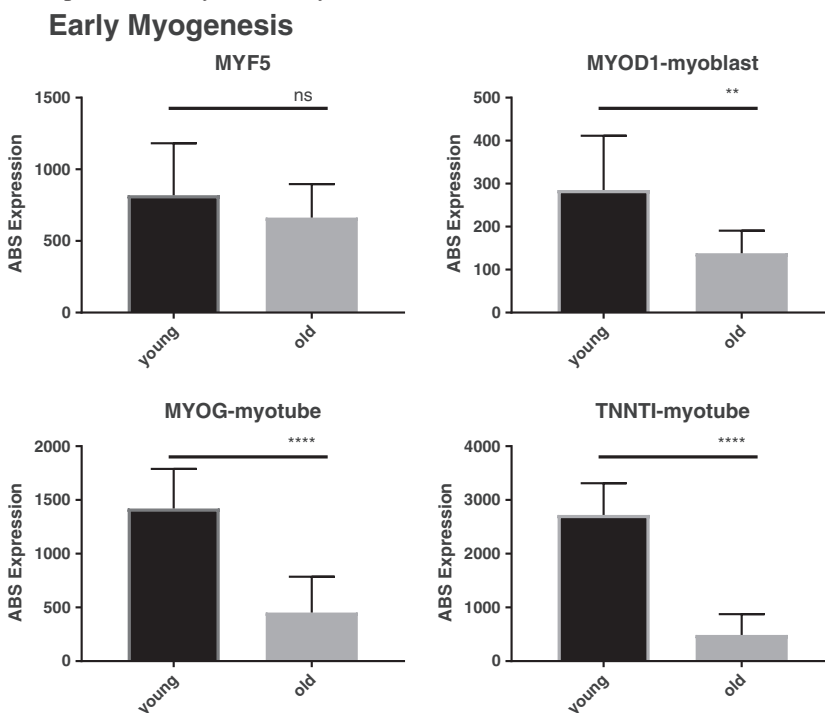 Early Myogenesis
MYF5
MYOD1-myoblast
1500
1000
500
0
ABS Expression
ns
young
old
500
400
300
200
100
0
ABS Expression
**
young
old
MYOG-myotube
TNNTI-myotube
2000
1500
1000
500
0
ABS Expression
****
young
old
4000
3000
2000
1000
0
ABS Expression
****
young
old